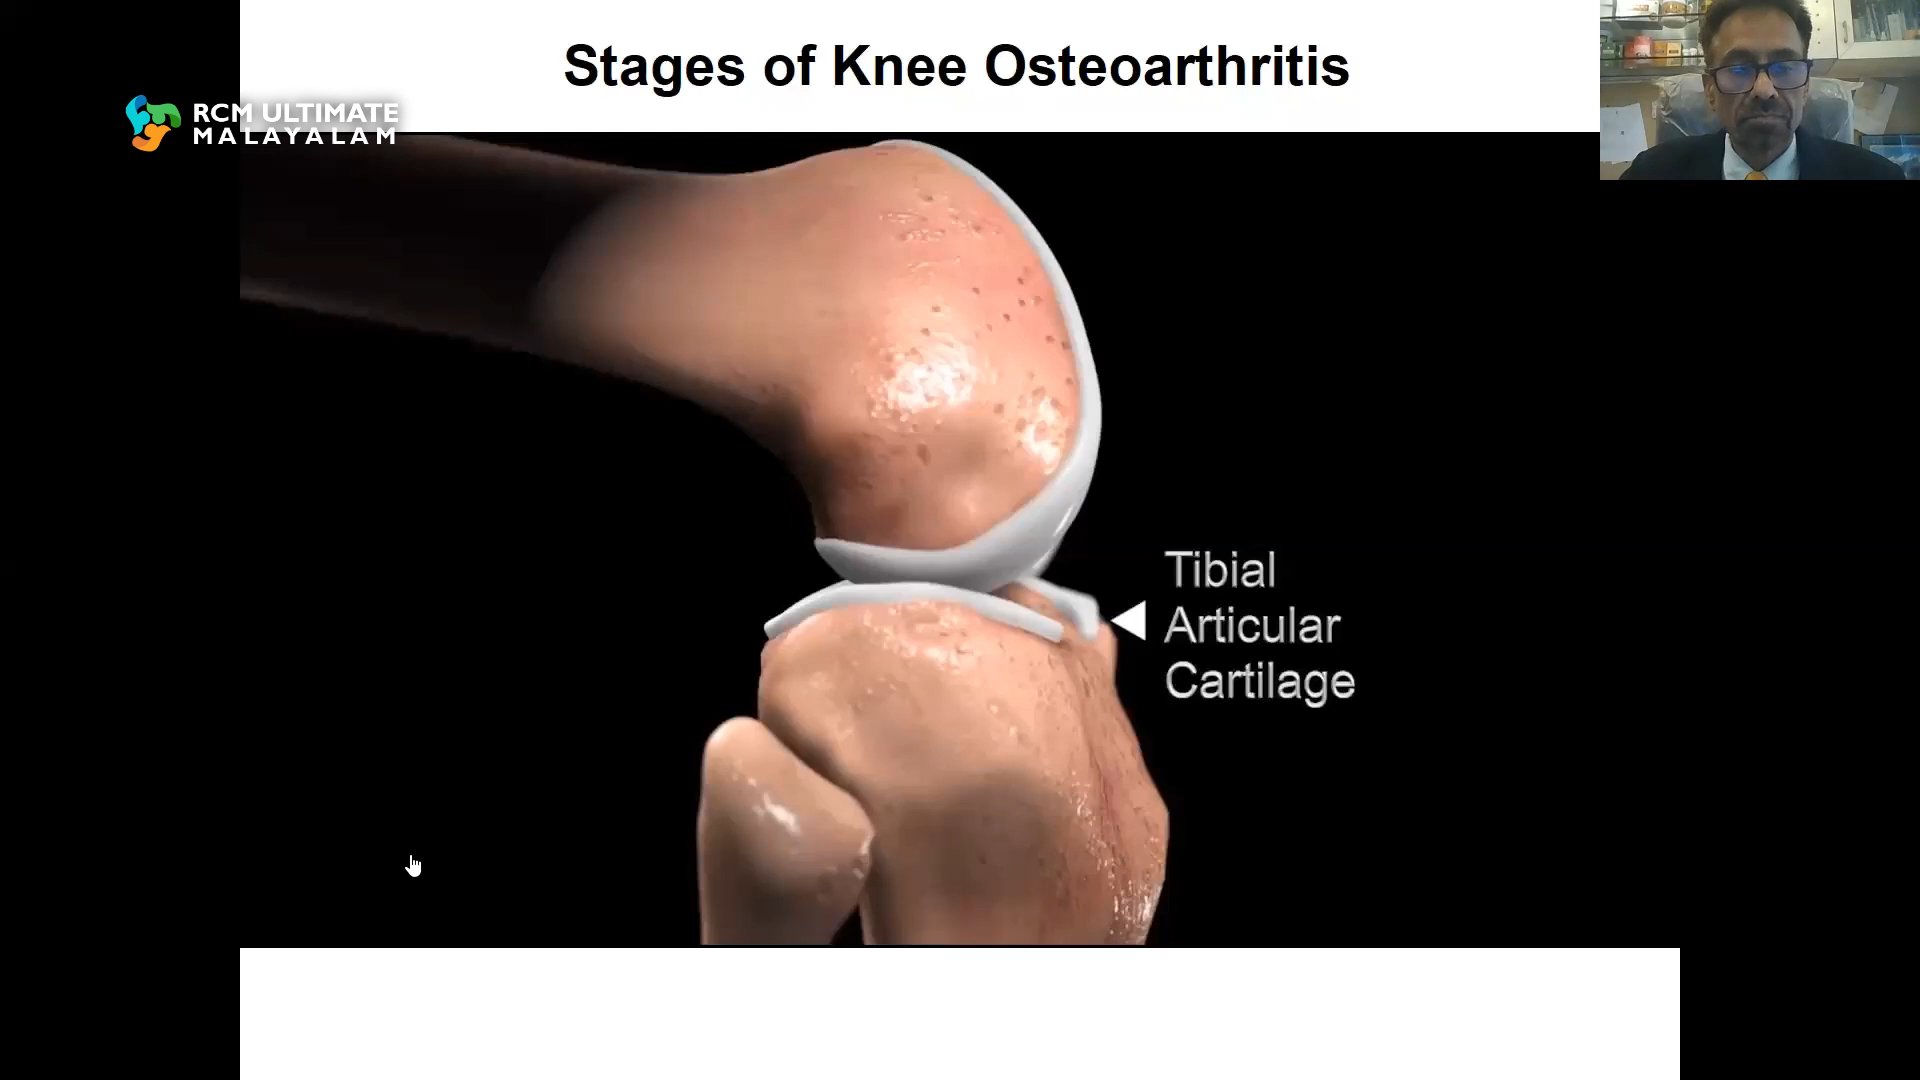 Stages of Knee Osteoarthritis
RCM ULTIMATE
MALAYALAM
Tibial
Articular
Cartilage